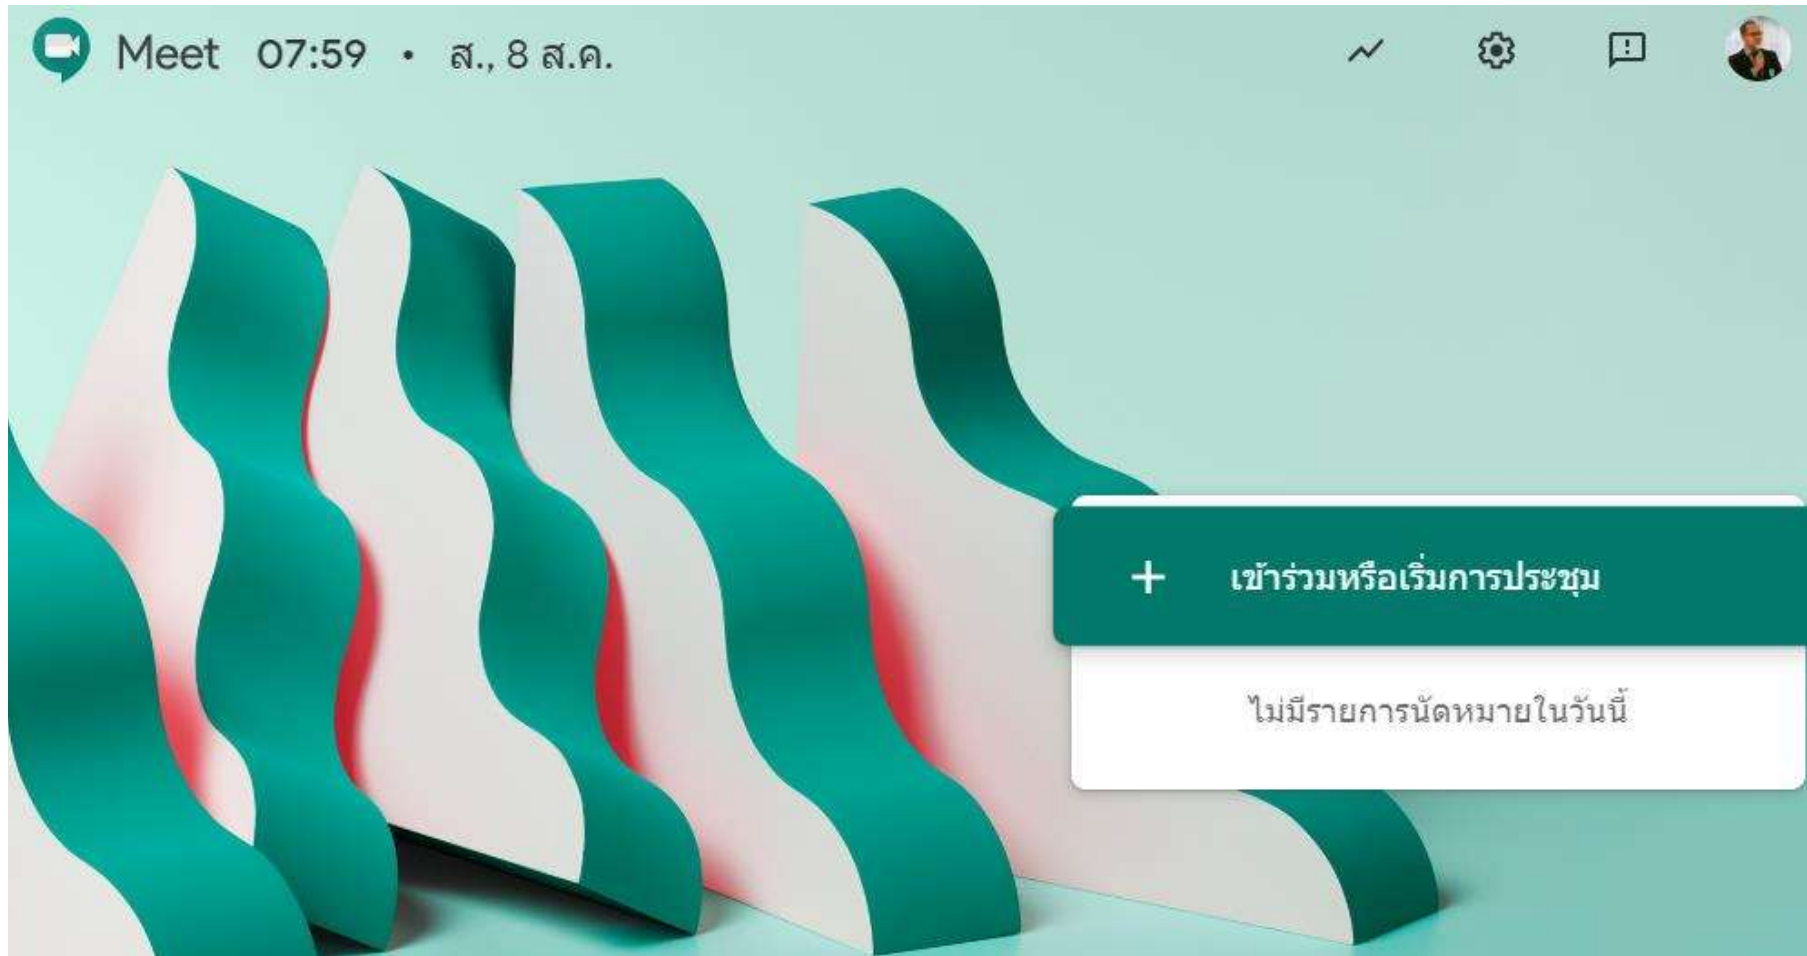 Meet 07:59 • ส., 8 ส.ค.
เข้าร่วมหรือเริ่มการประชุม
ไม่มีรายการนัดหมายในวันนี้